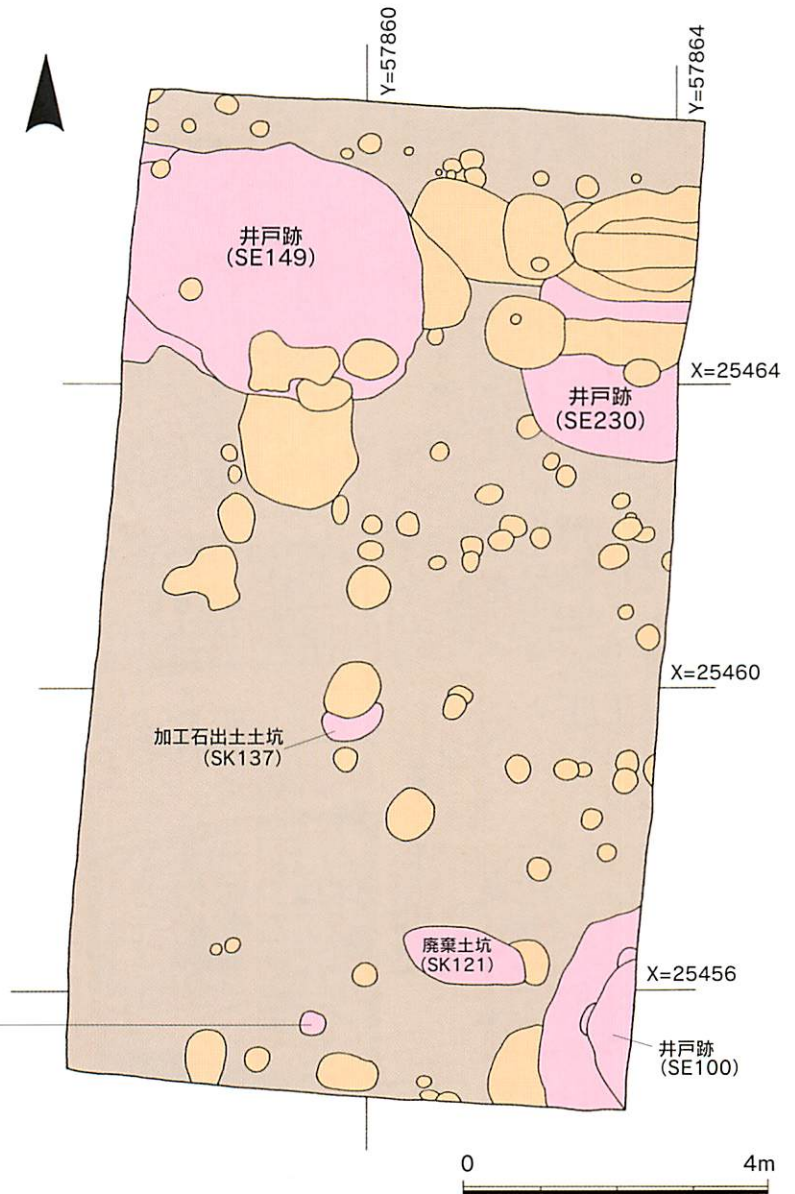 Y=57860
Y=57864
井戸跡
(SE149)
X=25464
井戸跡
(SE230)
X=25460
加工石出土土坑
(SK137)
廃棄土坑
(SK121)
X=25456
井戸跡
(SE100)
0 4m